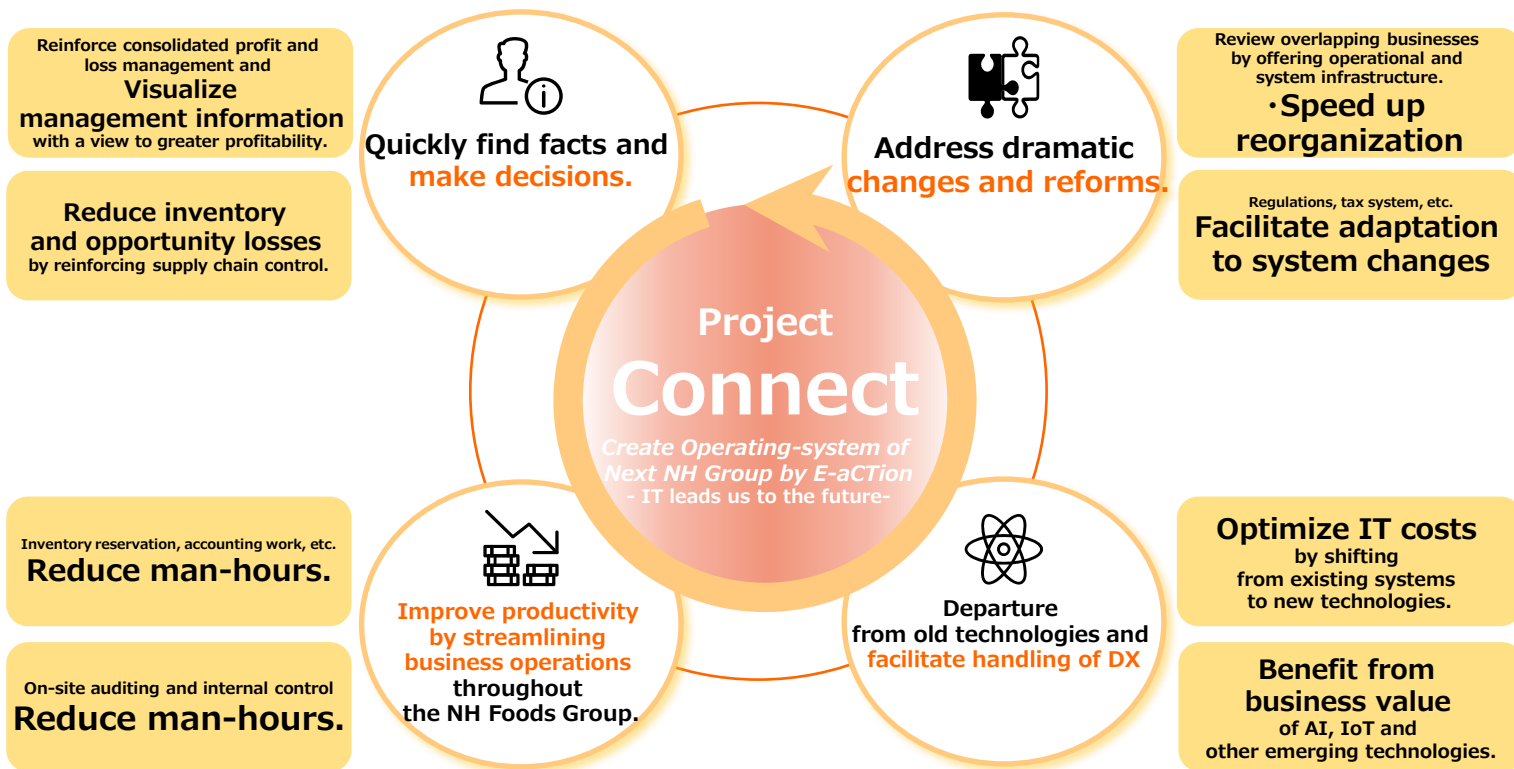 Reinforce consolidated profit and
loss management and
Visualize
management information
with a view to greater profitability.
Reduce inventory
and opportunity losses
by reinforcing supply chain control.
Quickly find facts and
make decisions.
Address dramatic
changes and reforms.
Review overlapping businesses
by offering operational and
system infrastructure.
・Speed up
reorganization
Regulations, tax system, etc.
Facilitate adaptation
to system changes
Project
Connect
Create Operating-system of
Next NH Group by E-aCTion
- IT leads us to the future-
Inventory reservation, accounting work, etc.
Reduce man-hours.
On-site auditing and internal control
Reduce man-hours.
Improve productivity
by streamlining
business operations
throughout
the NH Foods Group.
Departure
from old technologies and
facilitate handling of DX
Optimize IT costs
by shifting
from existing systems
to new technologies.
Benefit from
business value
of AI, IoT and
other emerging technologies.